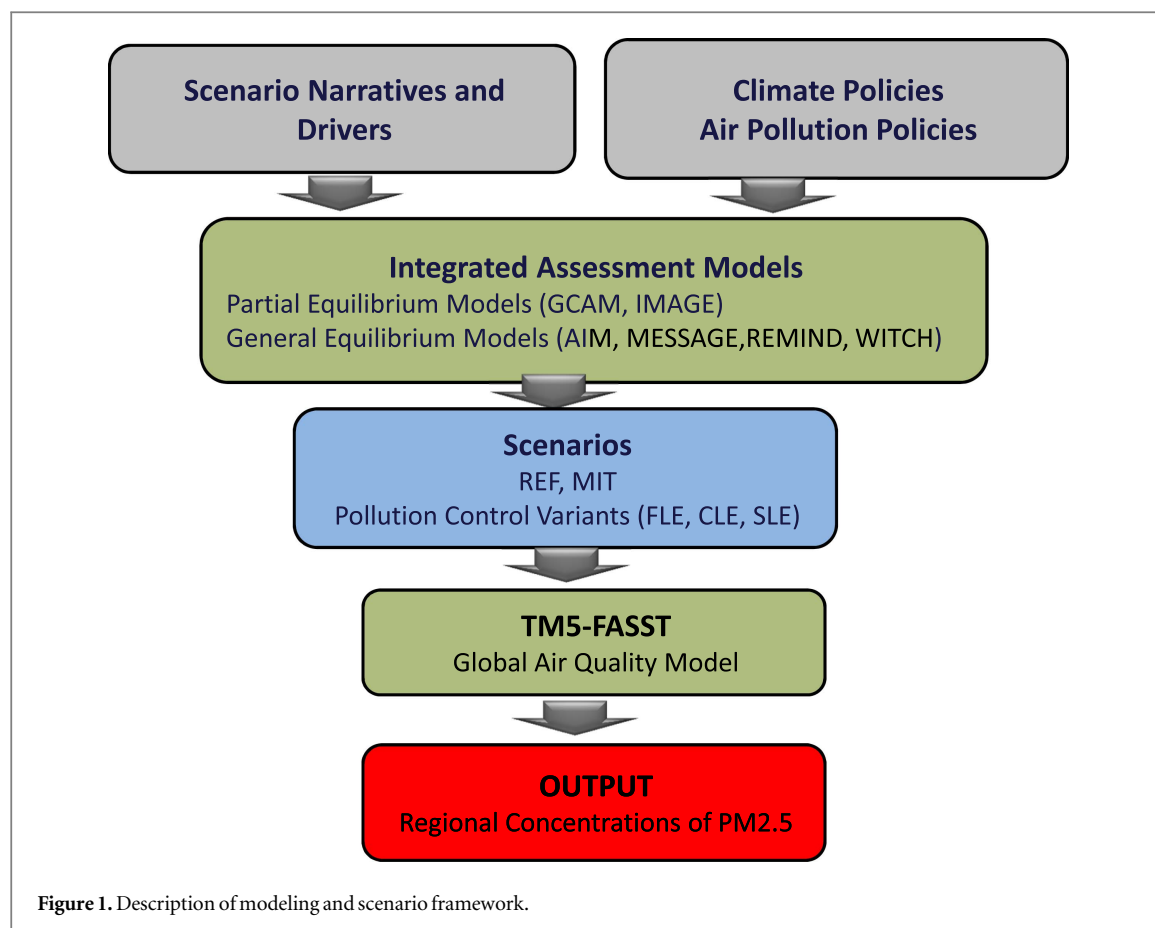 Scenario Narratives and
Drivers
Climate Policies
Air Pollution Policies
Integrated Assessment Models
Partial Equilibrium Models (GCAM, IMAGE)
General Equilibrium Models (AIM, MESSAGE,REMIND, WITCH)
Scenarios
REF, MIT
Pollution Control Variants (FLE, CLE, SLE)
TM5-FASST
Global Air Quality Model
OUTPUT
Regional Concentrations of PM2.5
Figure 1. Description of modeling and scenario framework.